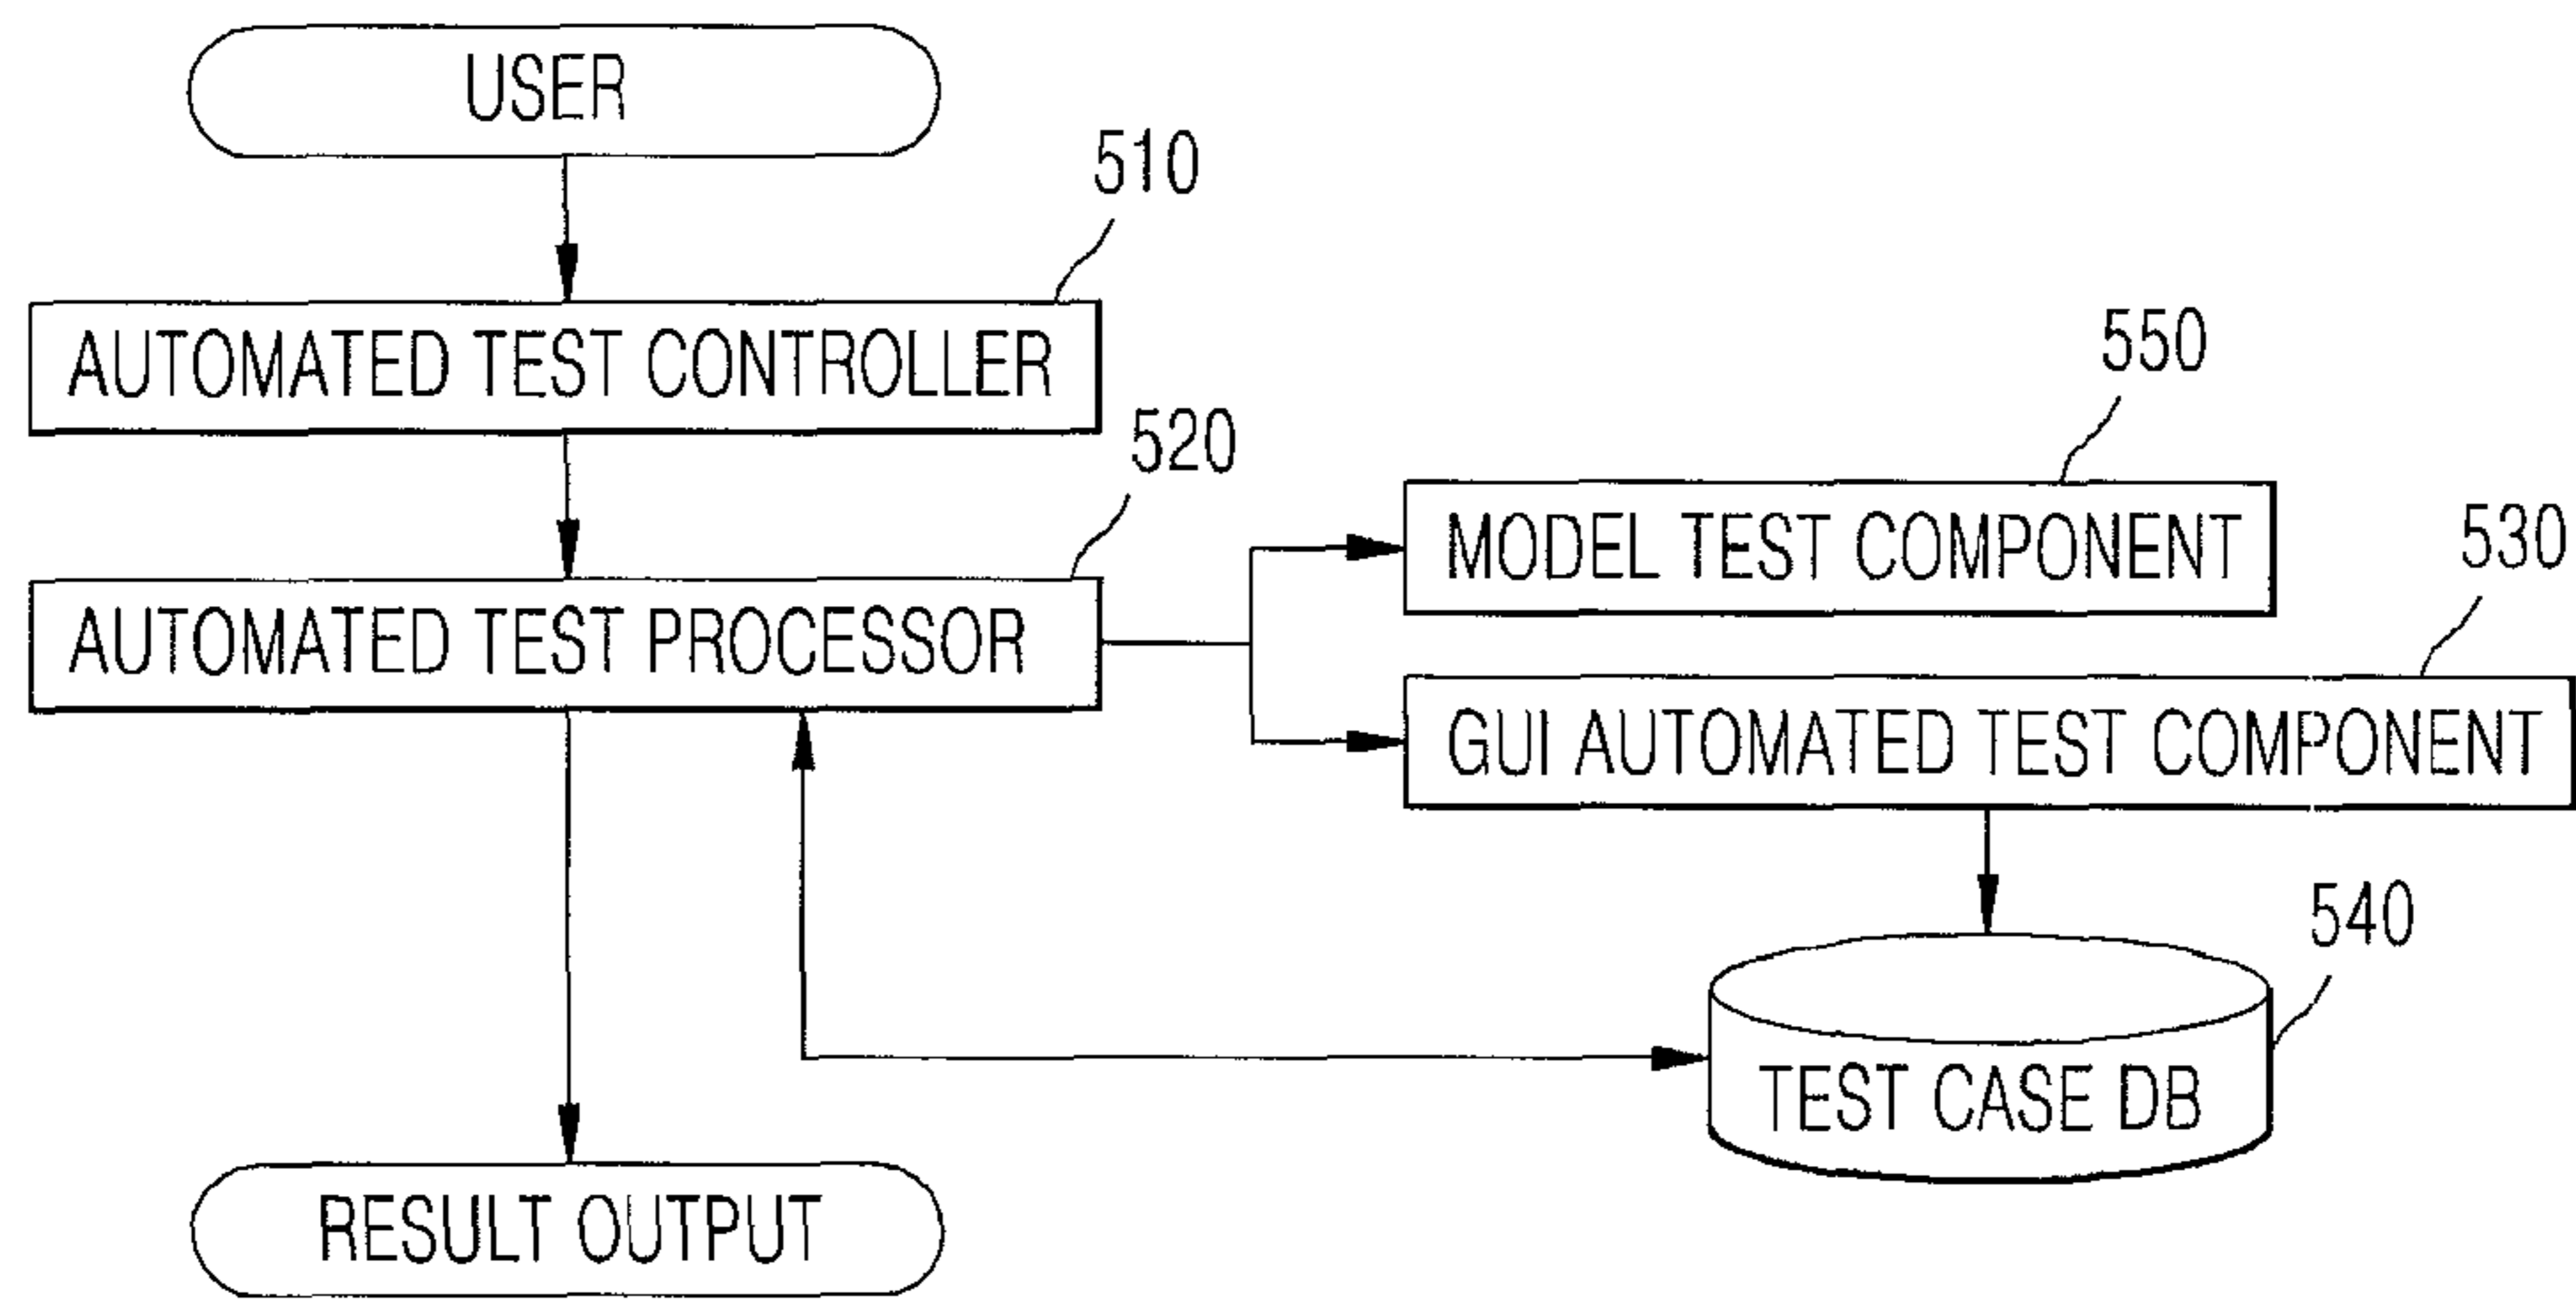 USER
510
AUTOMATED TEST CONTROLLER
550
520
MODEL TEST COMPONENT
530
AUTOMATED TEST PROCESSOR
GUI AUTOMATED TEST COMPONENT
540
TEST CASE DB
RESULT OUTPUT